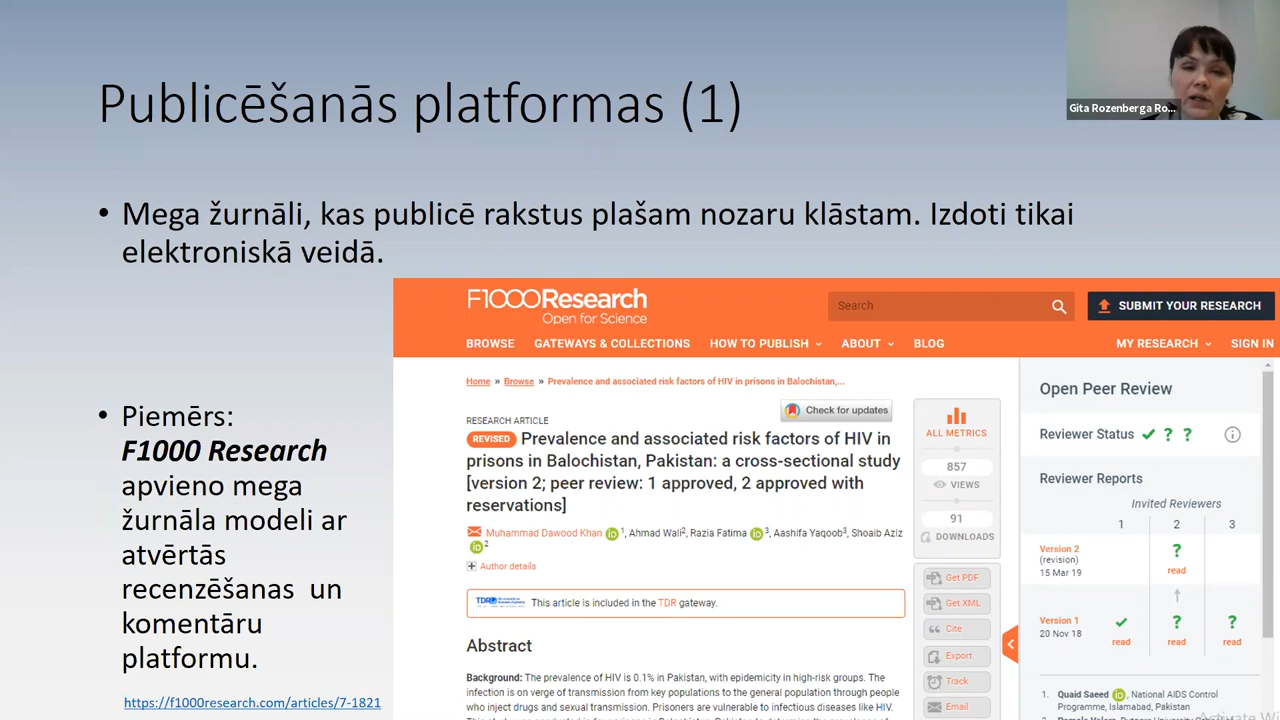 Publicēšanās platformas (1)
Gita Rozenberga Ro...
• Mega žurnāli, kas publicē rakstus plašam nozaru klāstam. Izdoti tikai
elektroniskā veidā.
• Piemērs:
F1000 Research
apvieno mega
žurnāla modeli ar
atvērtās
recenzēšanas un
komentāru
platformu.
https://f1000research.com/articles/7-1821
F1000Research
Open for Science
Search
SUBMIT YOUR RESEARCH
BROWSE GATEWAYS & COLLECTIONS HOW TO PUBLISH ABOUT BLOG MY RESEARCH SIGN IN
Home » Browse » Prevalence and associated risk factors of HIV in prisons in Balochistan,...
Check for updates
RESEARCH ARTICLE
REVISED Prevalence and associated risk factors of HIV in
prisons in Balochistan, Pakistan: a cross-sectional study
[version 2; peer review: 1 approved, 2 approved with
reservations]
Muhammad Dawood Khan iD 1, Ahmad Wali2, Razia Fatima iD 3, Aashifa Yaqoob3, Shoaib Aziz
iD 2
+ Author details
TDR This article is included in the TDR gateway.
Abstract
Background: The prevalence of HIV is 0.1% in Pakistan, with epidemicity in high-risk groups. The
infection is on verge of transmission from key populations to the general population through people
who inject drugs and sexual transmission. Prisoners are vulnerable to infectious diseases like HIV.
ALL METRICS
857
VIEWS
91
DOWNLOADS
Get PDF
Get XML
Cite
Export
Track
Email
Open Peer Review
Reviewer Status ✓ ? ?
Reviewer Reports
Invited Reviewers
1 2 3
Version 2
(revision)
15 Mar 19
?
read
Version 1
20 Nov 18
✓ ? ?
read read read
1. Quaid Saeed iD, National AIDS Control
Programme, Islamabad, Pakistan